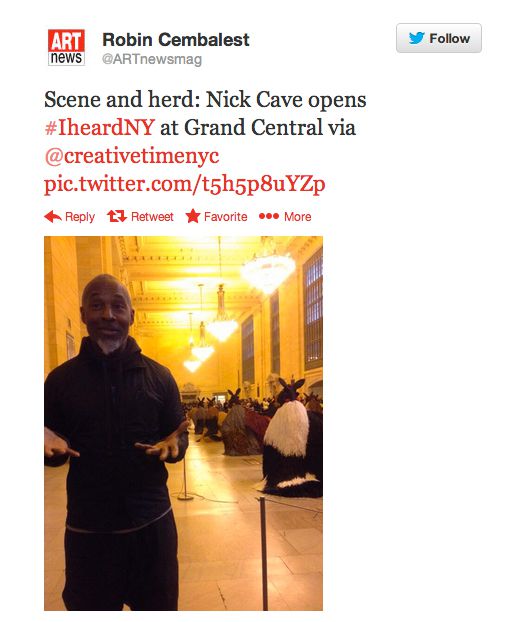 ART
news
Robin Cembalest
@ARTnewsmag
Follow
Scene and herd: Nick Cave opens
#IheardNY at Grand Central via
@creativetimenyc
pic.twitter.com/t5h5p8uYZp
Reply Retweet Favorite More